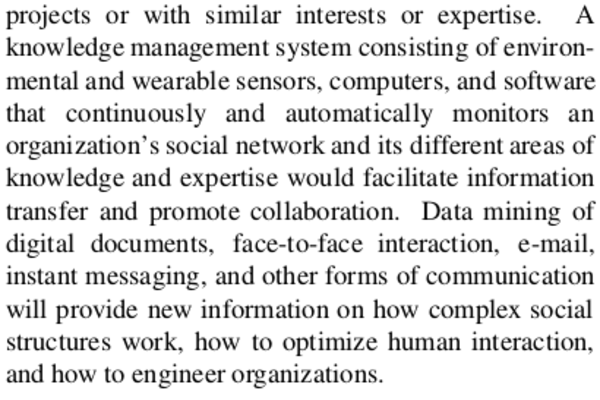 projects or with similar interests or expertise. A
knowledge management system consisting of environ-
mental and wearable sensors, computers, and software
that continuously and automatically monitors an
organization's social network and its different areas of
knowledge and expertise would facilitate information
transfer and promote collaboration. Data mining of
digital documents, face-to-face interaction, e-mail,
instant messaging, and other forms of communication
will provide new information on how complex social
structures work, how to optimize human interaction,
and how to engineer organizations.